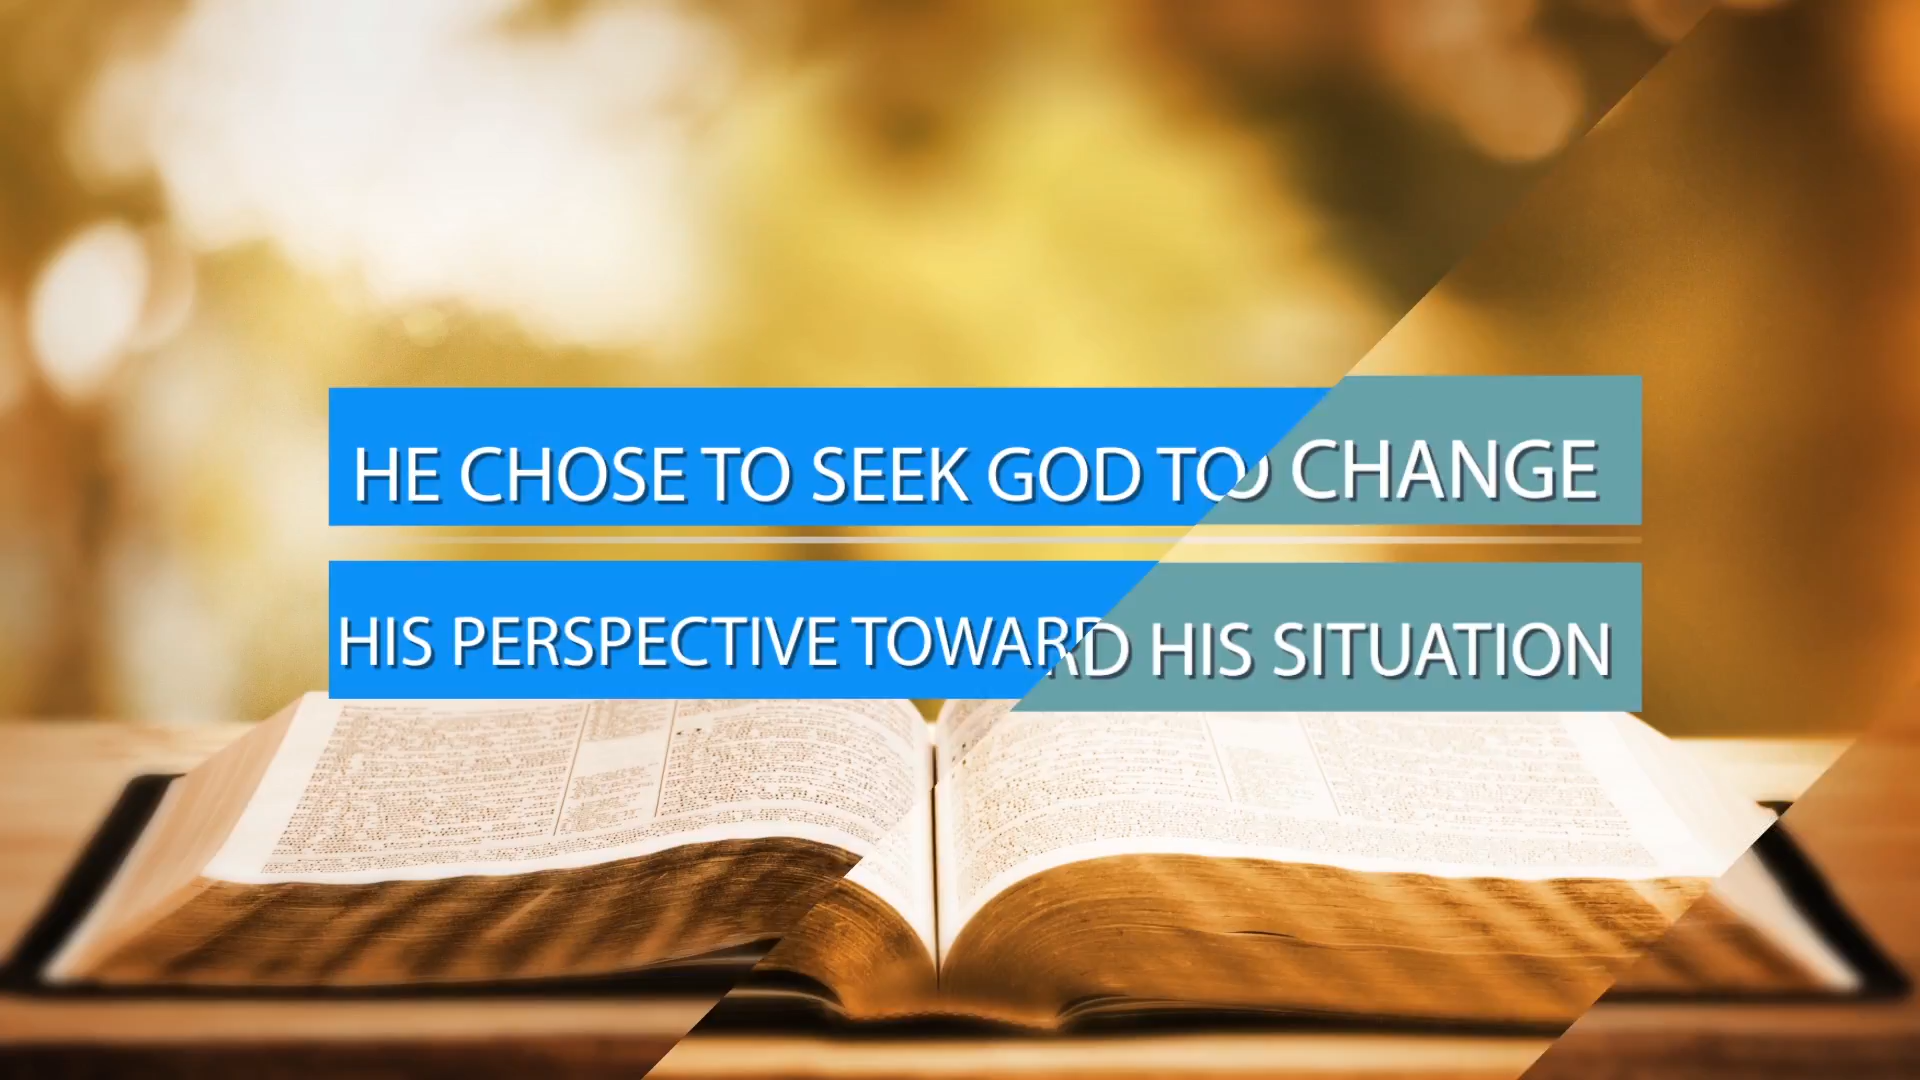 HE CHOSE TO SEEK GOD TO CHANGE
HIS PERSPECTIVE TOWARD HIS SITUATION